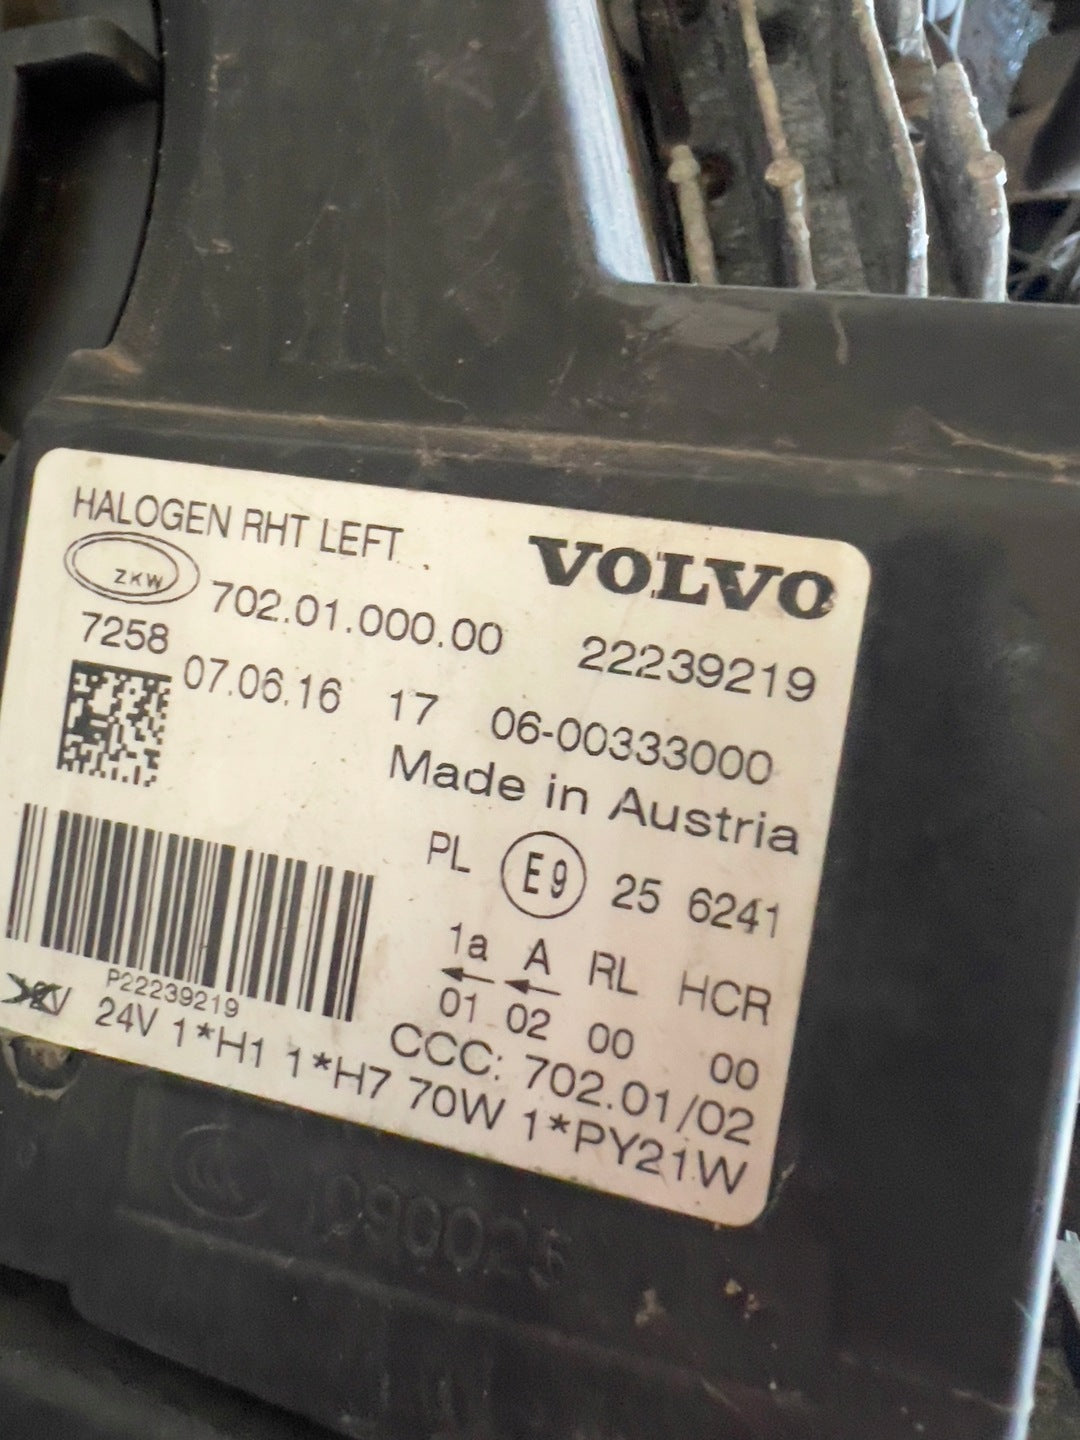 HALOGEN RHT LEFT
VOLVO
ZKW
702.01.000.00 22239219
7258
07.06.16 17 06-00333000
Made in Austria
PL E9 25 6241
1a A RL HCR
01 02 00 00
P22239219
CCC: 702.01/02
24V 1*H1 1*H7 70W 1*PY21W